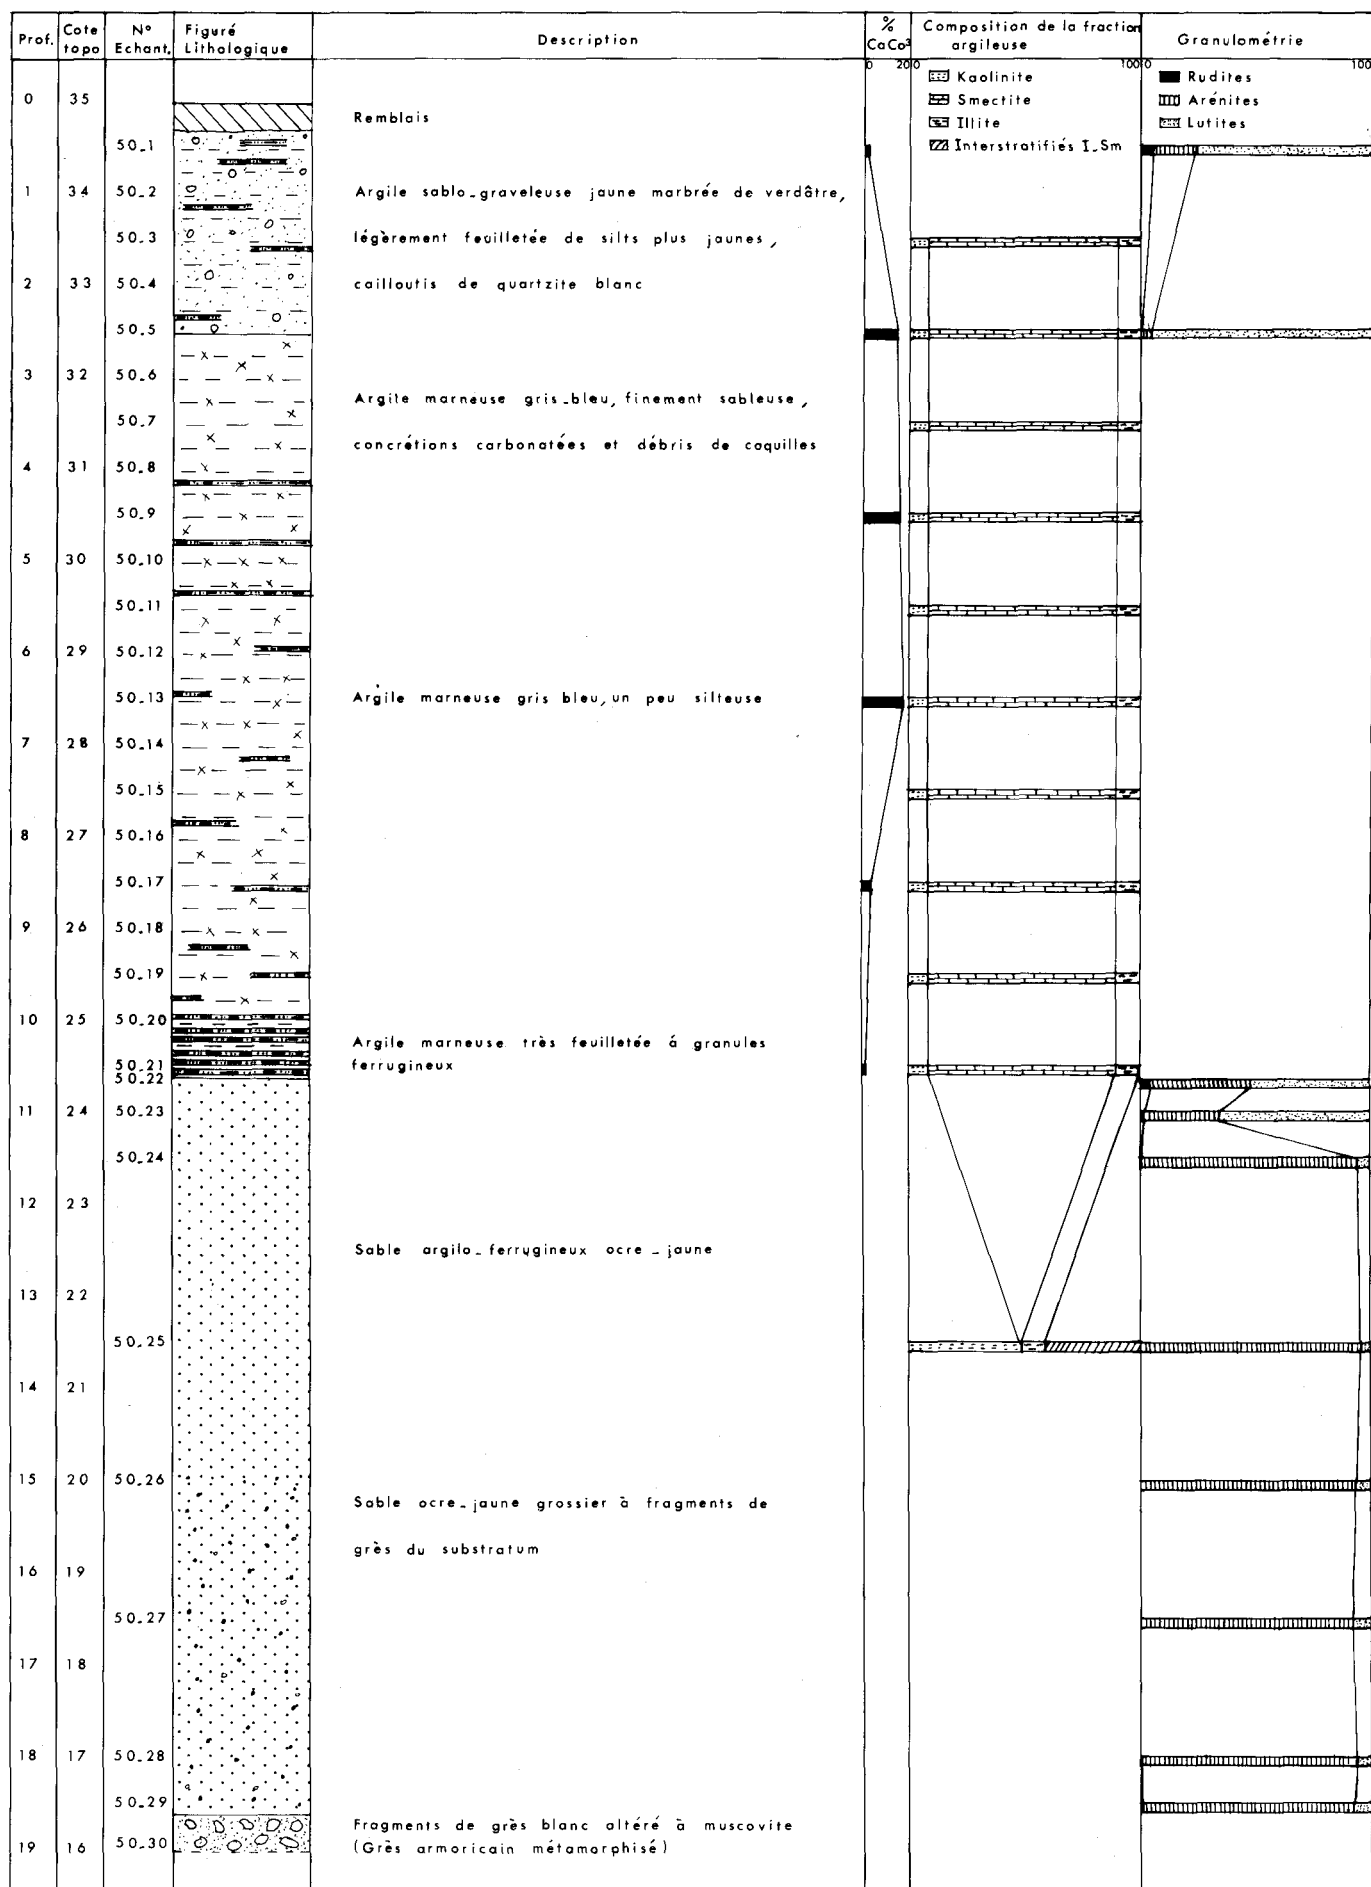 Prof. Cote topo N° Echant. Figuré Lithologique Description % CaCo3 Composition de la fraction argileuse Granulométrie
0 20 0 100 0 100
Kaolinite Rudites
Smectite Arénites
Illite Lutites
Interstratifiés I_Sm
0 35
Remblais
50_1
1 34 50_2 Argile sablo_graveleuse jaune marbrée de verdâtre,
50_3 légèrement feuilletée de silts plus jaunes,
2 33 50_4 cailloutis de quartzite blanc
50_5
3 32 50_6
Argile marneuse gris_bleu, finement sableuse,
50_7
concrétions carbonatées et débris de caquilles
4 31 50_8
50_9
5 30 50_10
50_11
6 29 50_12
50_13 Argile marneuse gris bleu, un peu silteuse
7 28 50_14
50_15
8 27 50_16
50_17
9 26 50_18
50_19
10 25 50_20
Argile marneuse très feuilletée á granules
50_21 ferrugineux
50_22
11 24 50_23
50_24
12 23
Sable argilo_ferrugineux ocre_jaune
13 22
50_25
14 21
15 20 50_26
Sable ocre_jaune grossier à fragments de
grès du substratum
16 19
50_27
17 18
18 17 50_28
50_29
Fragments de grès blanc altéré à muscovite
19 16 50_30 (Grès armoricain métamorphisé)